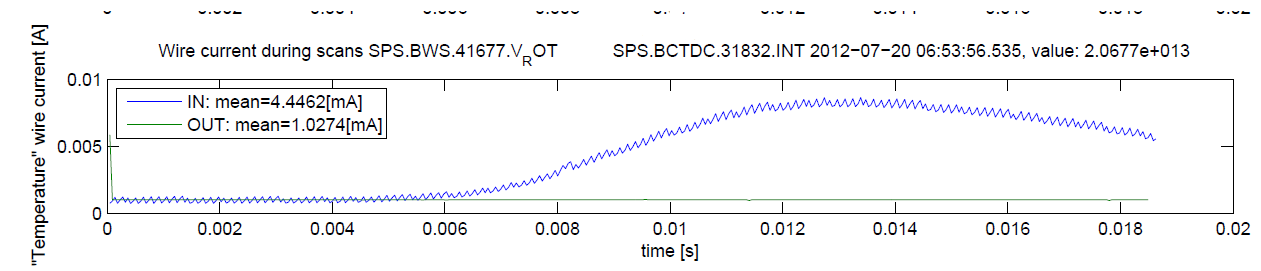 Wire current during scans SPS.BWS.41677.V_ROT SPS.BCTDC.31832.INT 2012−07−20 06:53:56.535, value: 2.0677e+013
"Temperature" wire current [A]
0.01
0.005
0
IN: mean=4.4462[mA]
OUT: mean=1.0274[mA]
0 0.002 0.004 0.006 0.008 0.01 0.012 0.014 0.016 0.018 0.02
time [s]